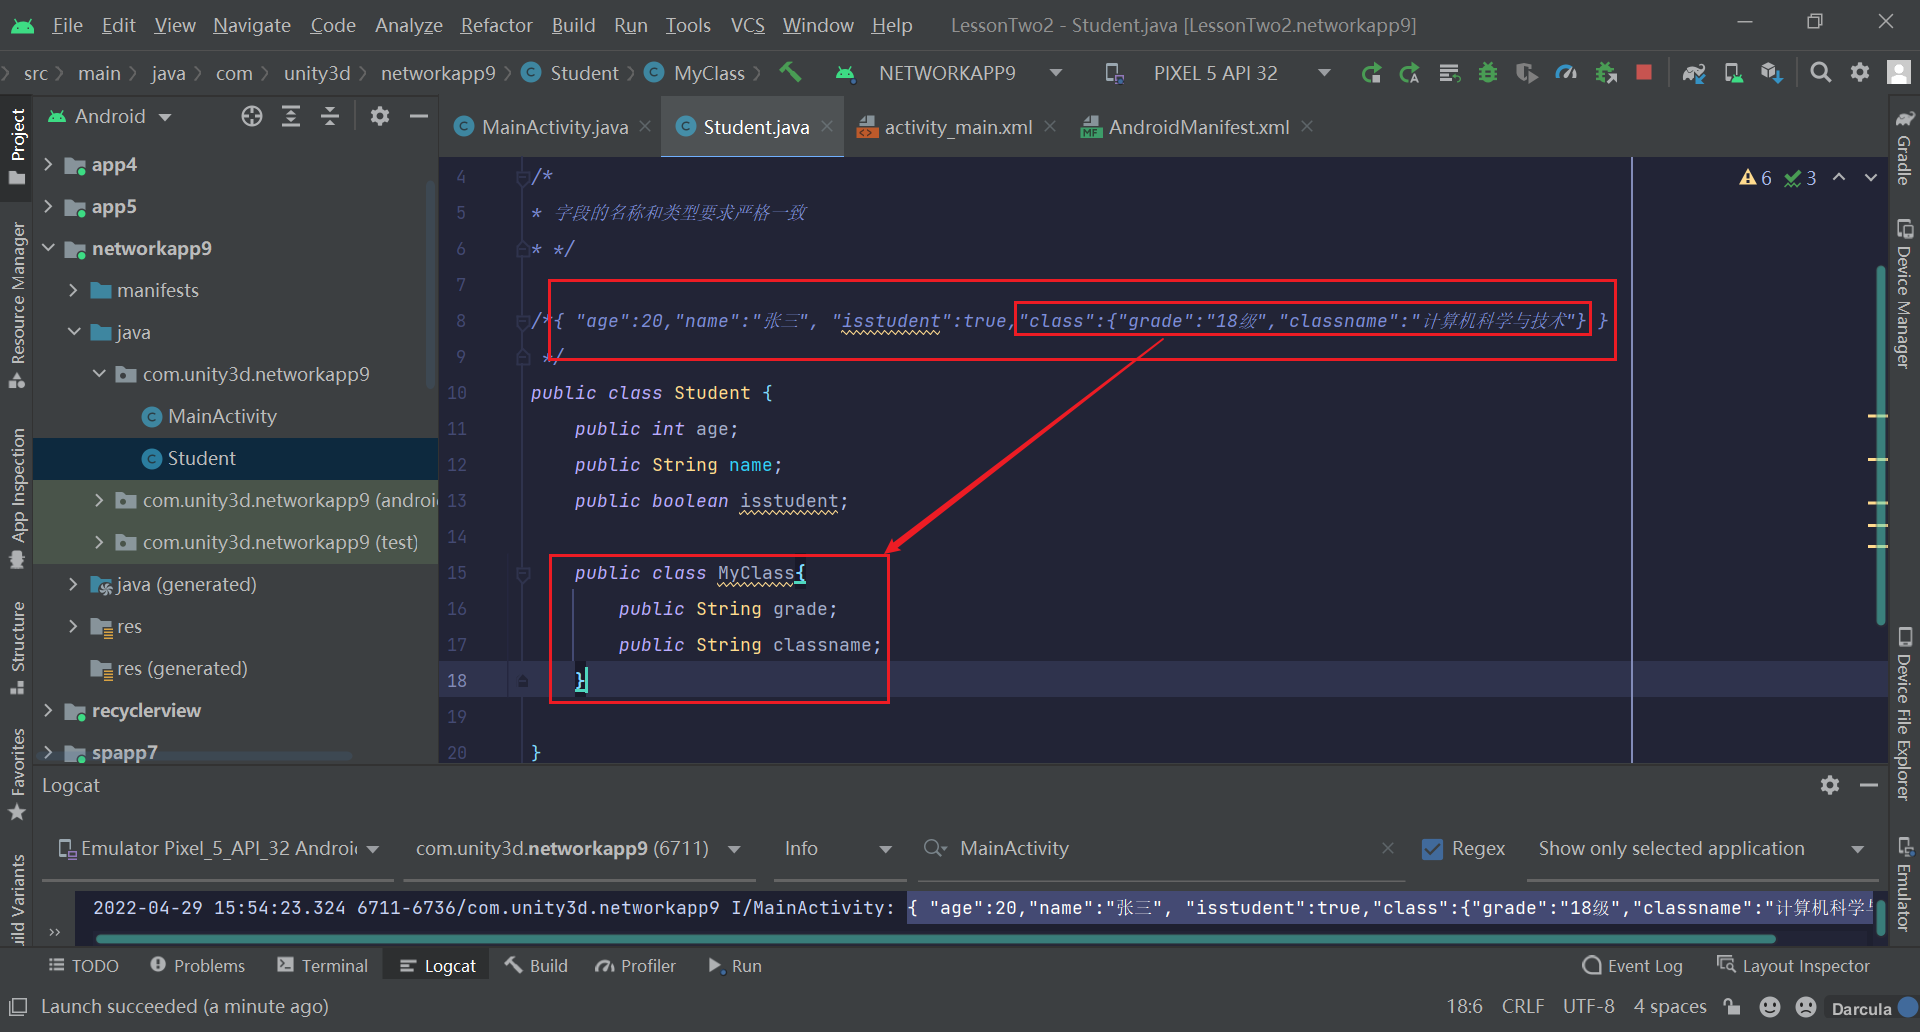 File Edit View Navigate Code Analyze Refactor Build Run Tools VCS Window Help LessonTwo2 - Student.java [LessonTwo2.networkapp9]
src main java com unity3d networkapp9 Student MyClass NETWORKAPP9 PIXEL 5 API 32
Android
MainActivity.java Student.java activity_main.xml AndroidManifest.xml
Project
Resource Manager
App Inspection
Structure
Favorites
uild Variants
app4
app5
networkapp9
manifests
java
com.unity3d.networkapp9
MainActivity
Student
com.unity3d.networkapp9 (androi
com.unity3d.networkapp9 (test)
java (generated)
res
res (generated)
recyclerview
spapp7
6 3
4 /*
5 * 字段的名称和类型要求严格一致
6 * */
7
8 /*{ "age":20,"name":"张三", "isstudent":true,"class":{"grade":"18级","classname":"计算机科学与技术"} }
9 */
10 public class Student {
11 public int age;
12 public String name;
13 public boolean isstudent;
14
15 public class MyClass{
16 public String grade;
17 public String classname;
18 }
19
20 }
Gradle
Device Manager
Device File Explorer
Emulator
Logcat
Emulator Pixel_5_API_32 Androi com.unity3d.networkapp9 (6711) Info MainActivity Regex Show only selected application
2022-04-29 15:54:23.324 6711-6736/com.unity3d.networkapp9 I/MainActivity: { "age":20,"name":"张三", "isstudent":true,"class":{"grade":"18级","classname":"计算机科学与
TODO Problems Terminal Logcat Build Profiler Run Event Log Layout Inspector
Launch succeeded (a minute ago) 18:6 CRLF UTF-8 4 spaces Darcula